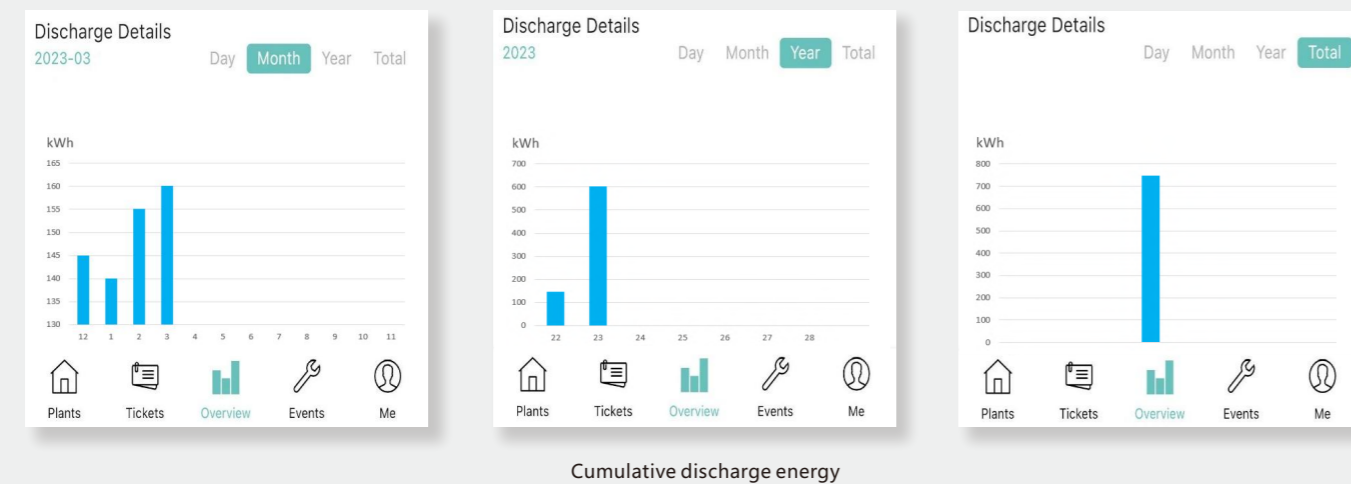 Discharge Details
2023-03
Day Month Year Total
kWh
165
160
155
150
145
140
135
130
12 1 2 3 4 5 6 7 8 9 10 11
Plants Tickets Overview Events Me
Discharge Details
2023
Day Month Year Total
kWh
700
600
500
400
300
200
100
0
22 23 24 25 26 27 28
Plants Tickets Overview Events Me
Discharge Details
Day Month Year Total
kWh
800
700
600
500
400
300
200
100
0
Plants Tickets Overview Events Me
Cumulative discharge energy